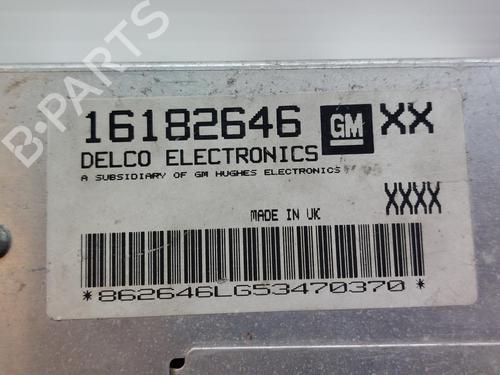 16182646 GM XX
DELCO ELECTRONICS
A SUBSIDIARY OF GM HUGHES ELECTRONICS
MADE IN UK
XXXX
*862646LG53470370*
B-PARTS